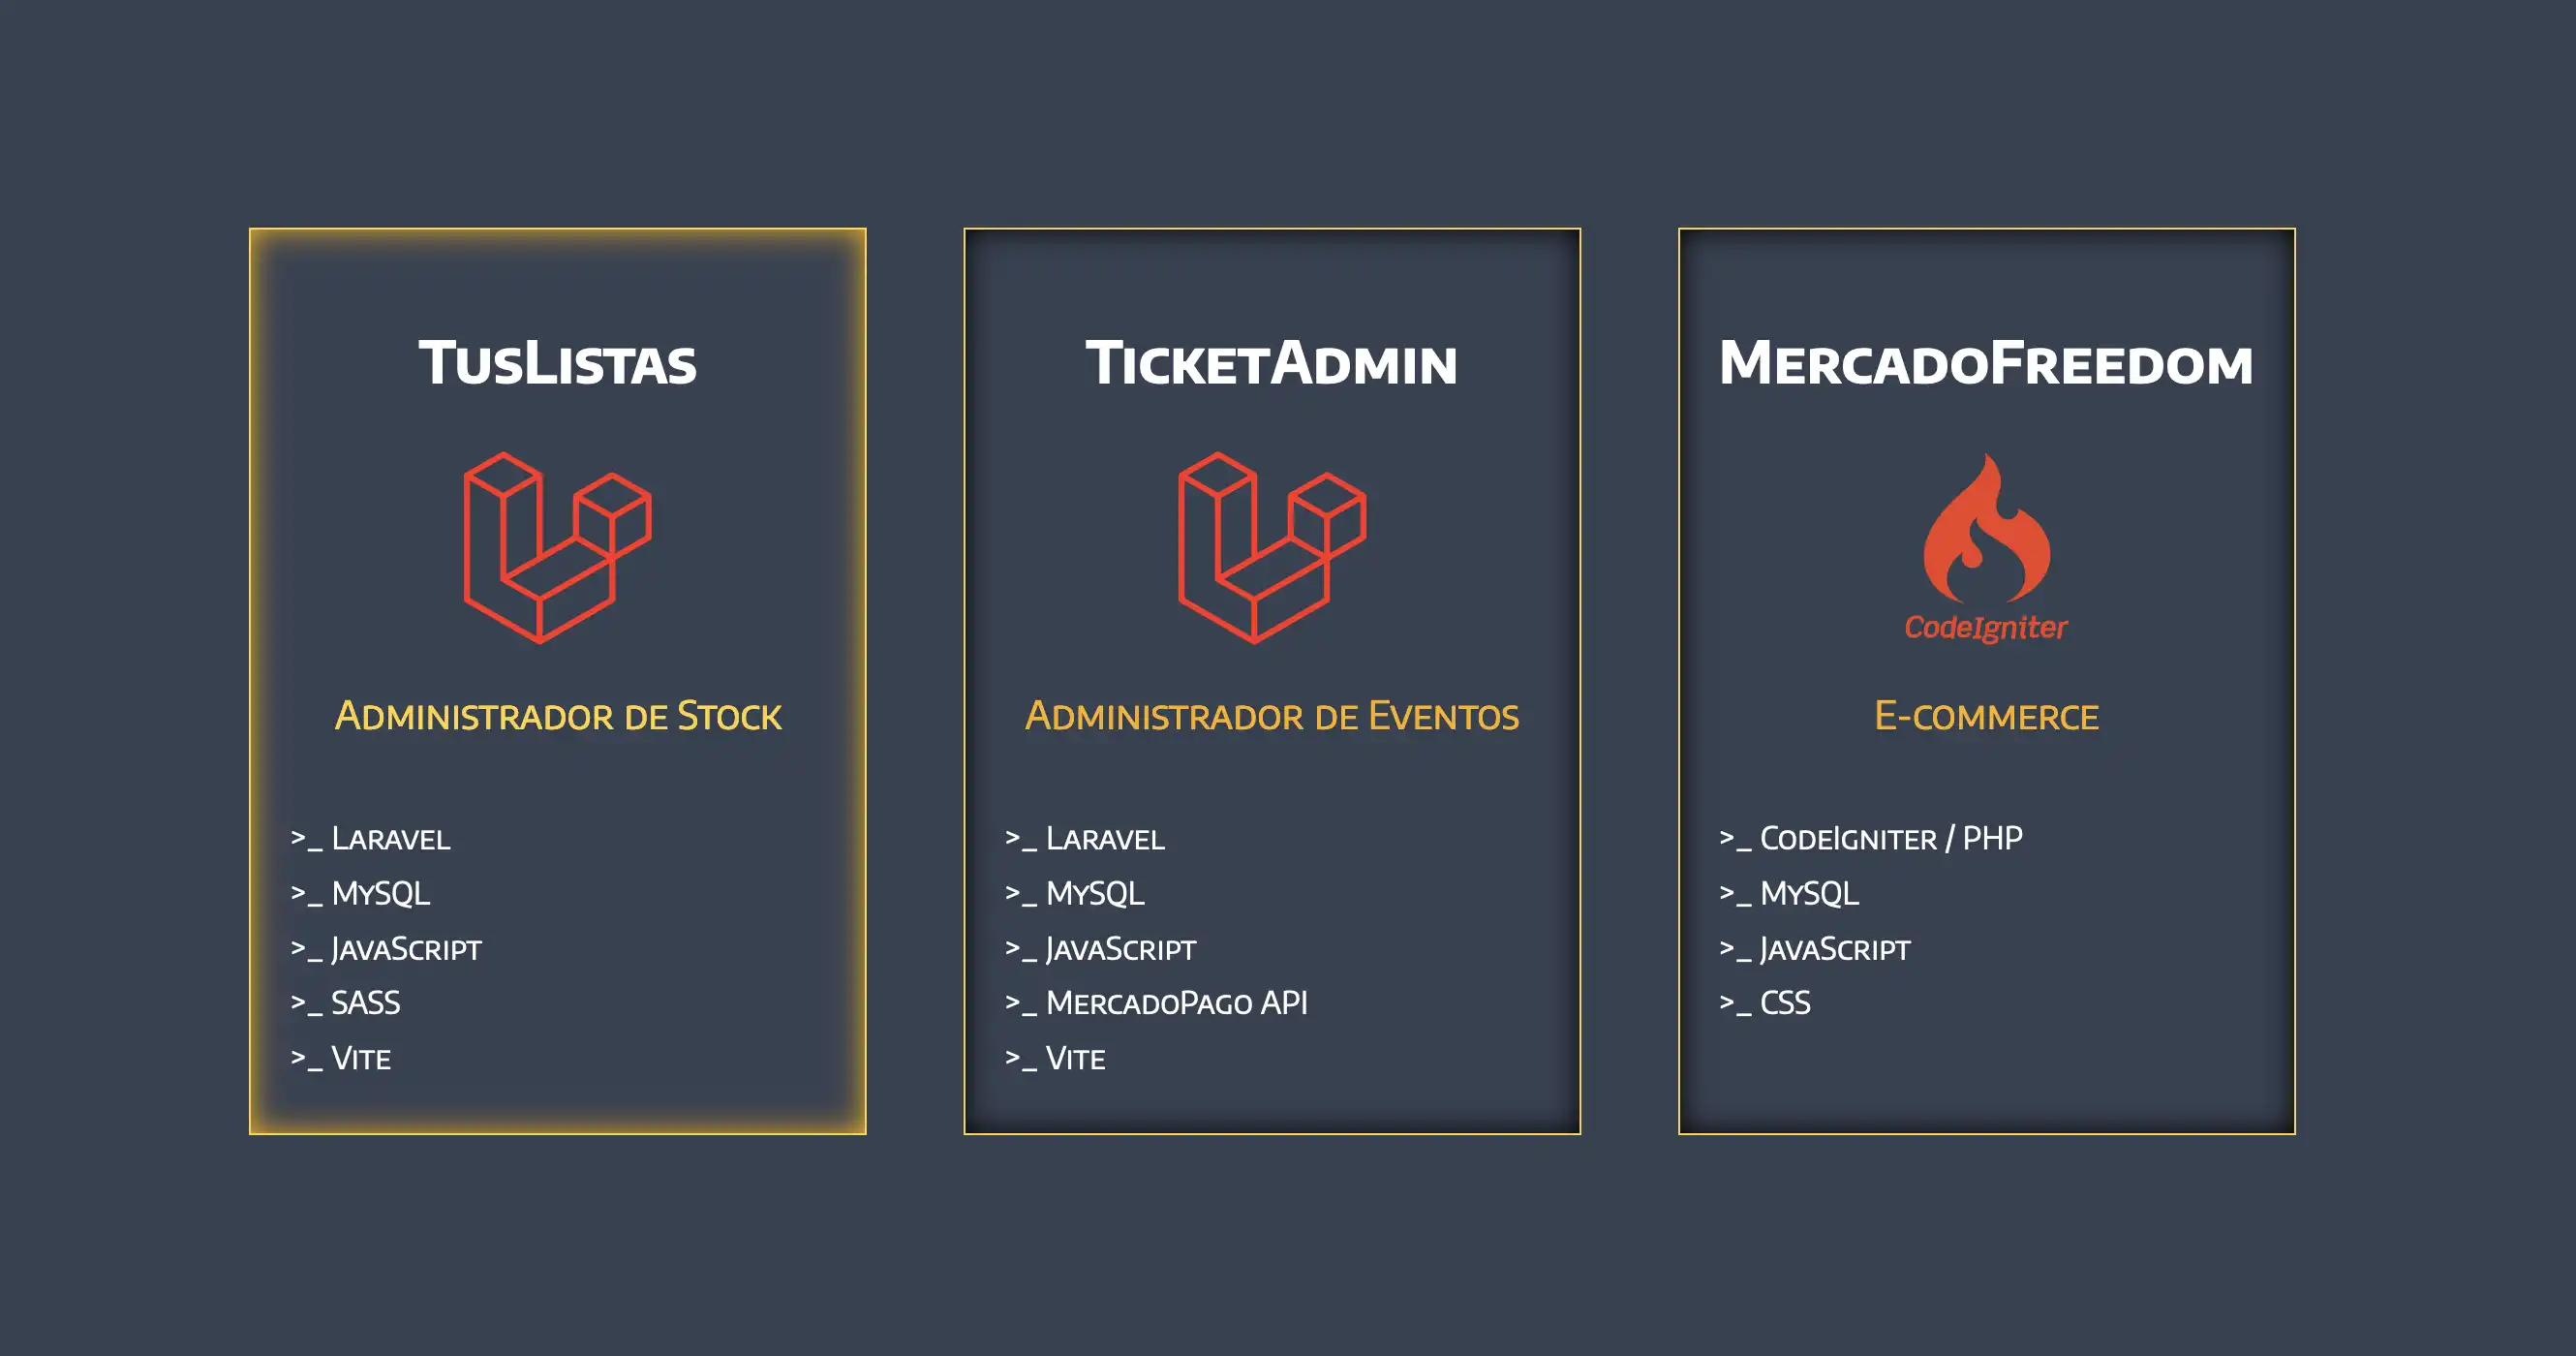 TusListas
Administrador de Stock
>_ Laravel
>_ MySQL
>_ JavaScript
>_ SASS
>_ Vite
TicketAdmin
Administrador de Eventos
>_ Laravel
>_ MySQL
>_ JavaScript
>_ MercadoPago API
>_ Vite
MercadoFreedom
CodeIgniter
E-commerce
>_ CodeIgniter / PHP
>_ MySQL
>_ JavaScript
>_ CSS